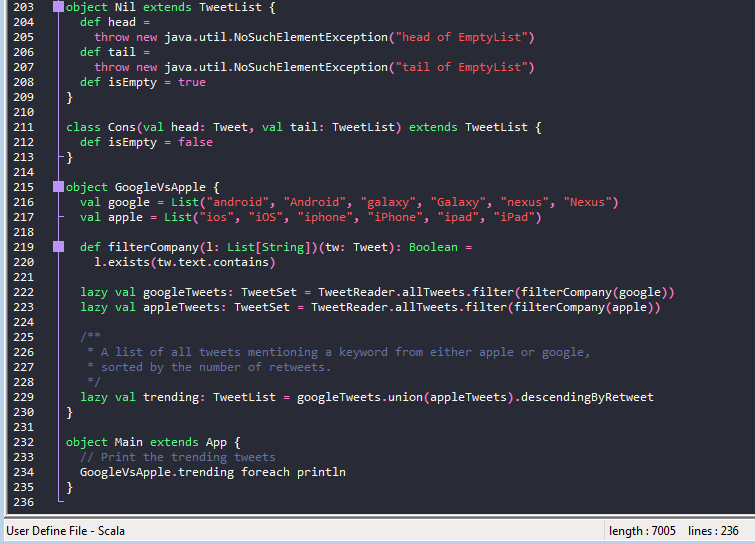 203 object Nil extends TweetList {
204   def head =
205     throw new java.util.NoSuchElementException("head of EmptyList")
206   def tail =
207     throw new java.util.NoSuchElementException("tail of EmptyList")
208   def isEmpty = true
209 }
210
211 class Cons(val head: Tweet, val tail: TweetList) extends TweetList {
212   def isEmpty = false
213 }
214
215 object GoogleVsApple {
216   val google = List("android", "Android", "galaxy", "Galaxy", "nexus", "Nexus")
217   val apple = List("ios", "iOS", "iphone", "iPhone", "ipad", "iPad")
218
219   def filterCompany(l: List[String])(tw: Tweet): Boolean =
220     l.exists(tw.text.contains)
221
222   lazy val googleTweets: TweetSet = TweetReader.allTweets.filter(filterCompany(google))
223   lazy val appleTweets: TweetSet = TweetReader.allTweets.filter(filterCompany(apple))
224
225   /**
226    * A list of all tweets mentioning a keyword from either apple or google,
227    * sorted by the number of retweets.
228    */
229   lazy val trending: TweetList = googleTweets.union(appleTweets).descendingByRetweet
230 }
231
232 object Main extends App {
233   // Print the trending tweets
234   GoogleVsApple.trending foreach println
235 }
236
User Define File - Scala length : 7005 lines : 236